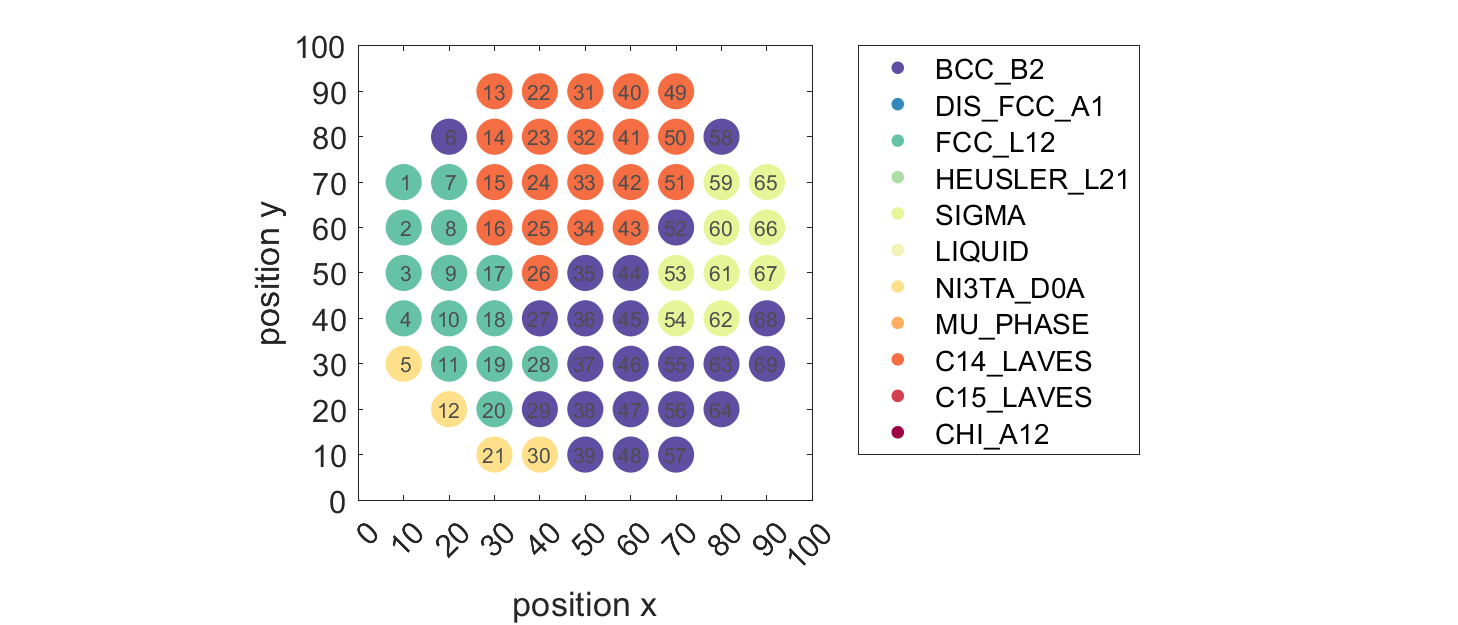 100
90
13 22 31 40 49
80
6 14 23 32 41 50 58
70
1 7 15 24 33 42 51 59 65
60
2 8 16 25 34 43 52 60 66
50
3 9 17 26 35 44 53 61 67
40
4 10 18 27 36 45 54 62 68
30
5 11 19 28 37 46 55 63 69
20
12 20 29 38 47 56 64
10
21 30 39 48 57
0
0 10 20 30 40 50 60 70 80 90 100
position x
position y
BCC_B2
DIS_FCC_A1
FCC_L12
HEUSLER_L21
SIGMA
LIQUID
NI3TA_D0A
MU_PHASE
C14_LAVES
C15_LAVES
CHI_A12